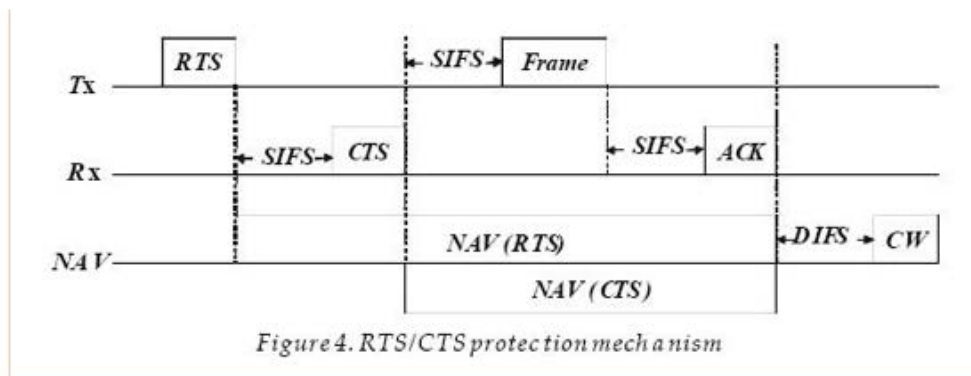 RTS
SIFS
Frame
Tx
SIFS
CTS
SIFS
ACK
Rx
NAV (RTS)
DIFS
CW
NAV
NAV (CTS)
Figure 4. RTS/CTS protection mechanism